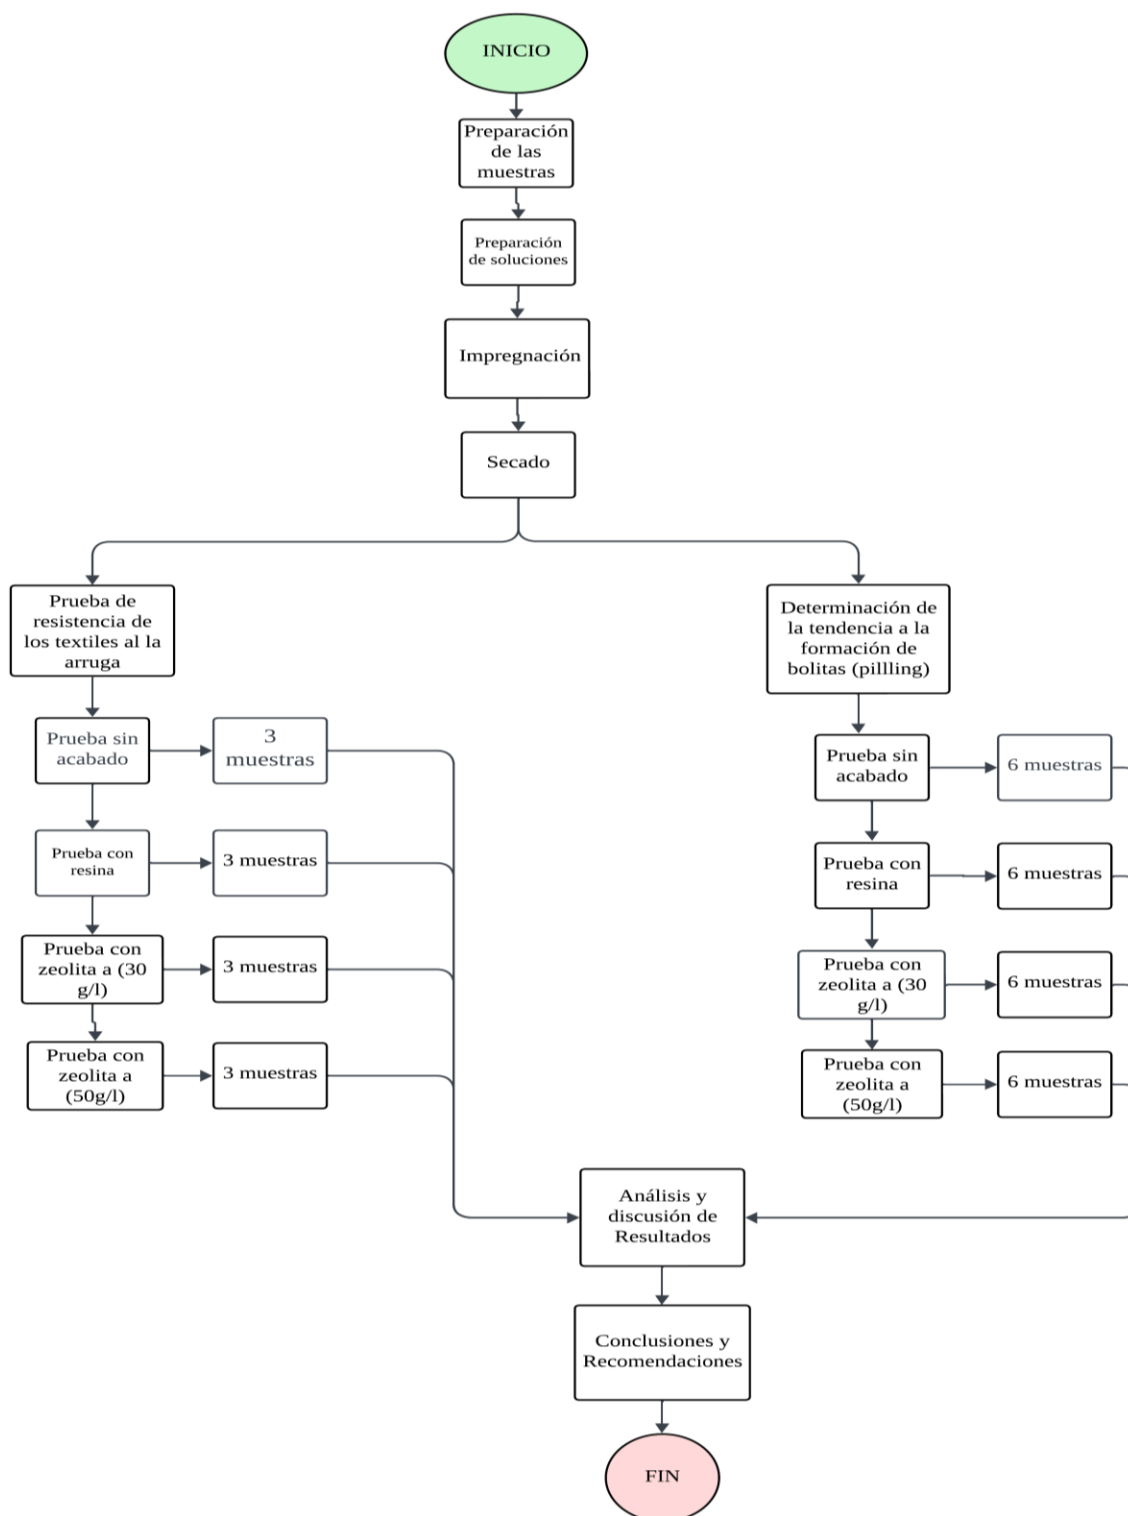 INICIO
Preparación
de las
muestras
Preparación
de soluciones
Impregnación
Secado
Prueba de
resistencia de
los textiles al la
arruga
Prueba sin
acabado
3
muestras
Prueba con
resina
3 muestras
Prueba con
zeolita a (30
g/l)
3 muestras
Prueba con
zeolita a
(50g/l)
3 muestras
Determinación de
la tendencia a la
formación de
bolitas (pillling)
Prueba sin
acabado
6 muestras
Prueba con
resina
6 muestras
Prueba con
zeolita a (30
g/l)
6 muestras
Prueba con
zeolita a
(50g/l)
6 muestras
Análisis y
discusión de
Resultados
Conclusiones y
Recomendaciones
FIN